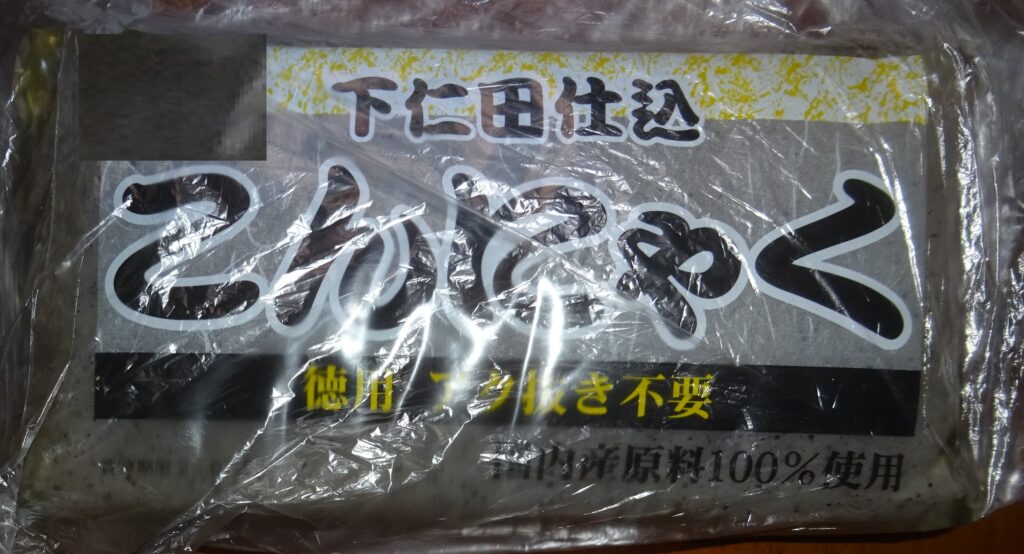 下仁田仕込
こんにゃく
徳用 アク抜き不要
国内産原料100%使用